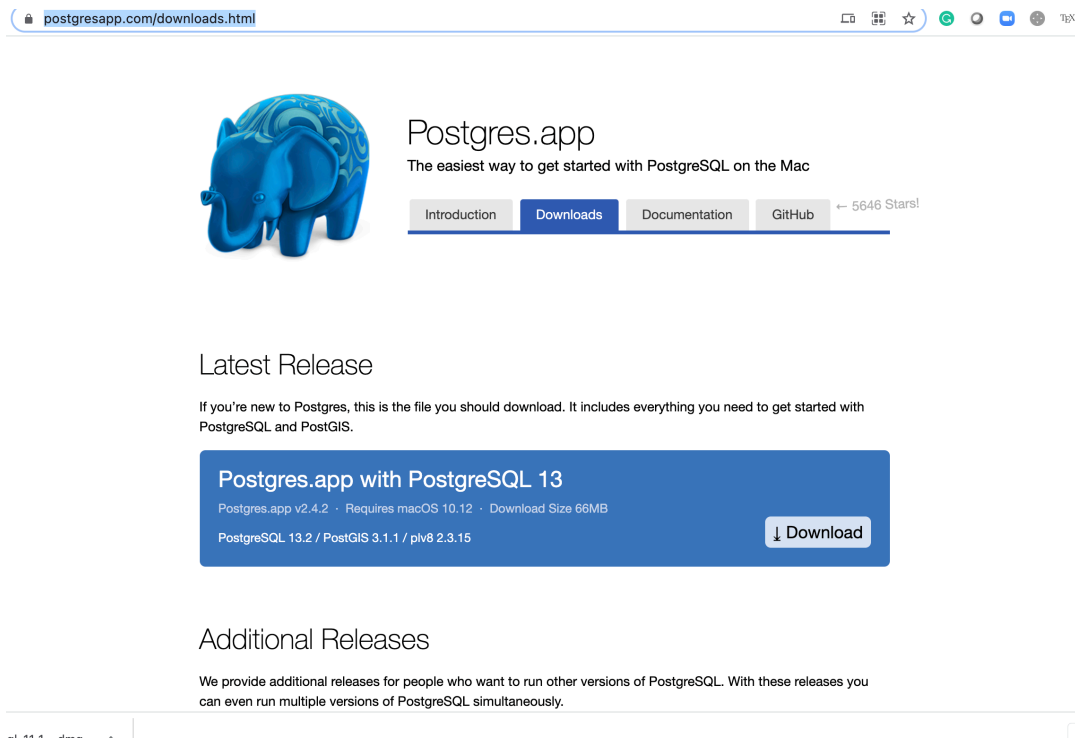 postgresapp.com/downloads.html
Postgres.app
The easiest way to get started with PostgreSQL on the Mac
Introduction Downloads Documentation GitHub ← 5646 Stars!
Latest Release
If you’re new to Postgres, this is the file you should download. It includes everything you need to get started with
PostgreSQL and PostGIS.
Postgres.app with PostgreSQL 13
Postgres.app v2.4.2 · Requires macOS 10.12 · Download Size 66MB
PostgreSQL 13.2 / PostGIS 3.1.1 / plv8 2.3.15
↓ Download
Additional Releases
We provide additional releases for people who want to run other versions of PostgreSQL. With these releases you
can even run multiple versions of PostgreSQL simultaneously.